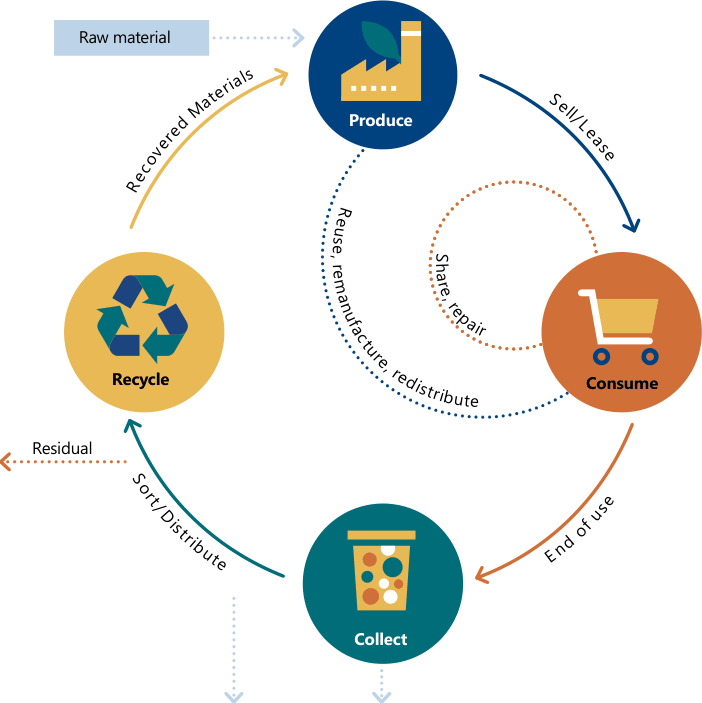 Raw material
Produce
Sell/Lease
Recovered Materials
Reuse, remanufacture, redistribute
Share, repair
Recycle
Consume
Residual
Sort/Distribute
End of use
Collect